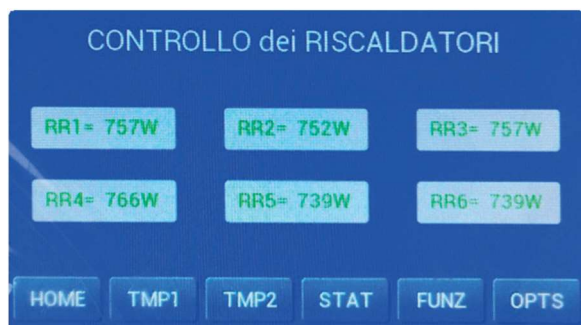 CONTROLLO dei RISCALDATORI
RR1= 757W RR2= 752W RR3= 757W
RR4= 766W RR5= 739W RR6= 739W
HOME TMP1 TMP2 STAT FUNZ OPTS